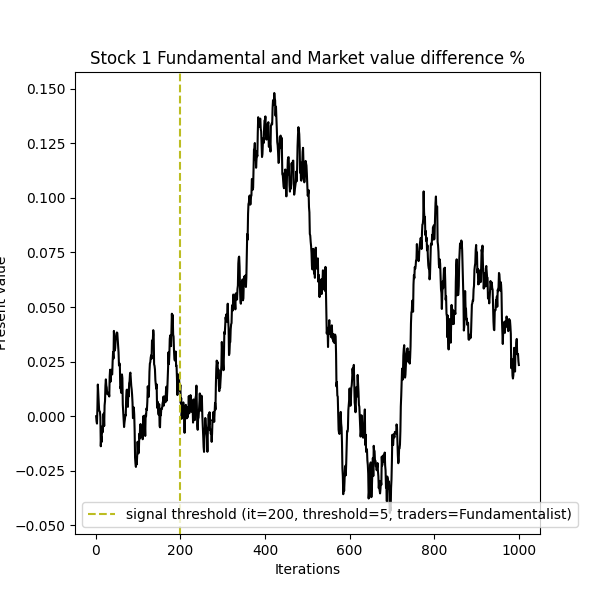 Stock 1 Fundamental and Market value difference %
0.150
0.125
0.100
0.075
0.050
0.025
0.000
−0.025
−0.050
Present value
signal threshold (it=200, threshold=5, traders=Fundamentalist)
0 200 400 600 800 1000
Iterations